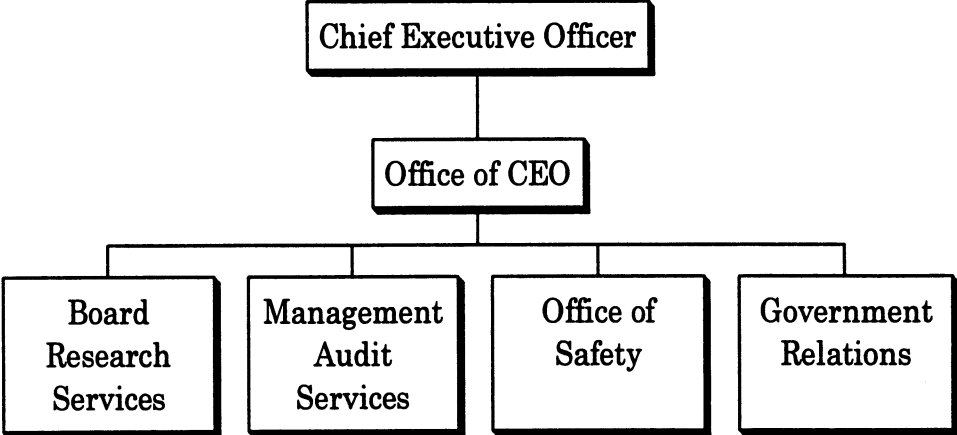 Chief Executive Officer
Office of CEO
Board
Research
Services
Management
Audit
Services
Office of
Safety
Government
Relations